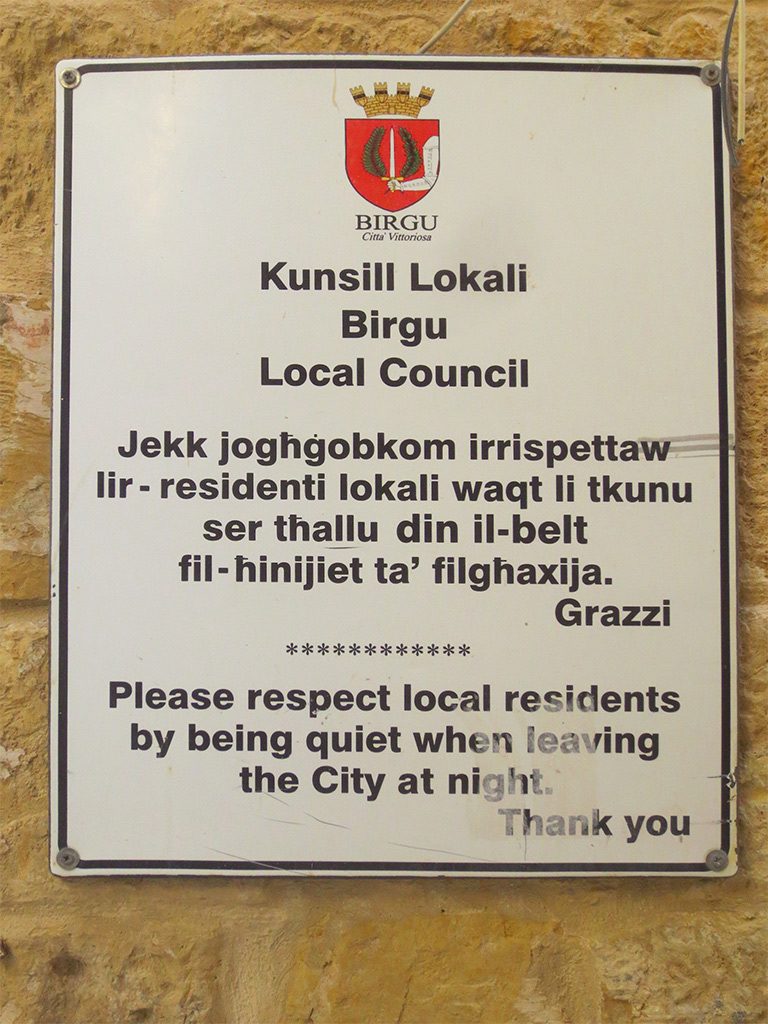 BIRGU
Citta' Vittoriosa
Kunsill Lokali
Birgu
Local Council
Jekk jogħġobkom irrispettaw
lir-residenti lokali waqt li tkunu
ser tħallu din il-belt
fil-ħinijiet ta' filgħaxija.
Grazzi
************
Please respect local residents
by being quiet when leaving
the City at night.
Thank you